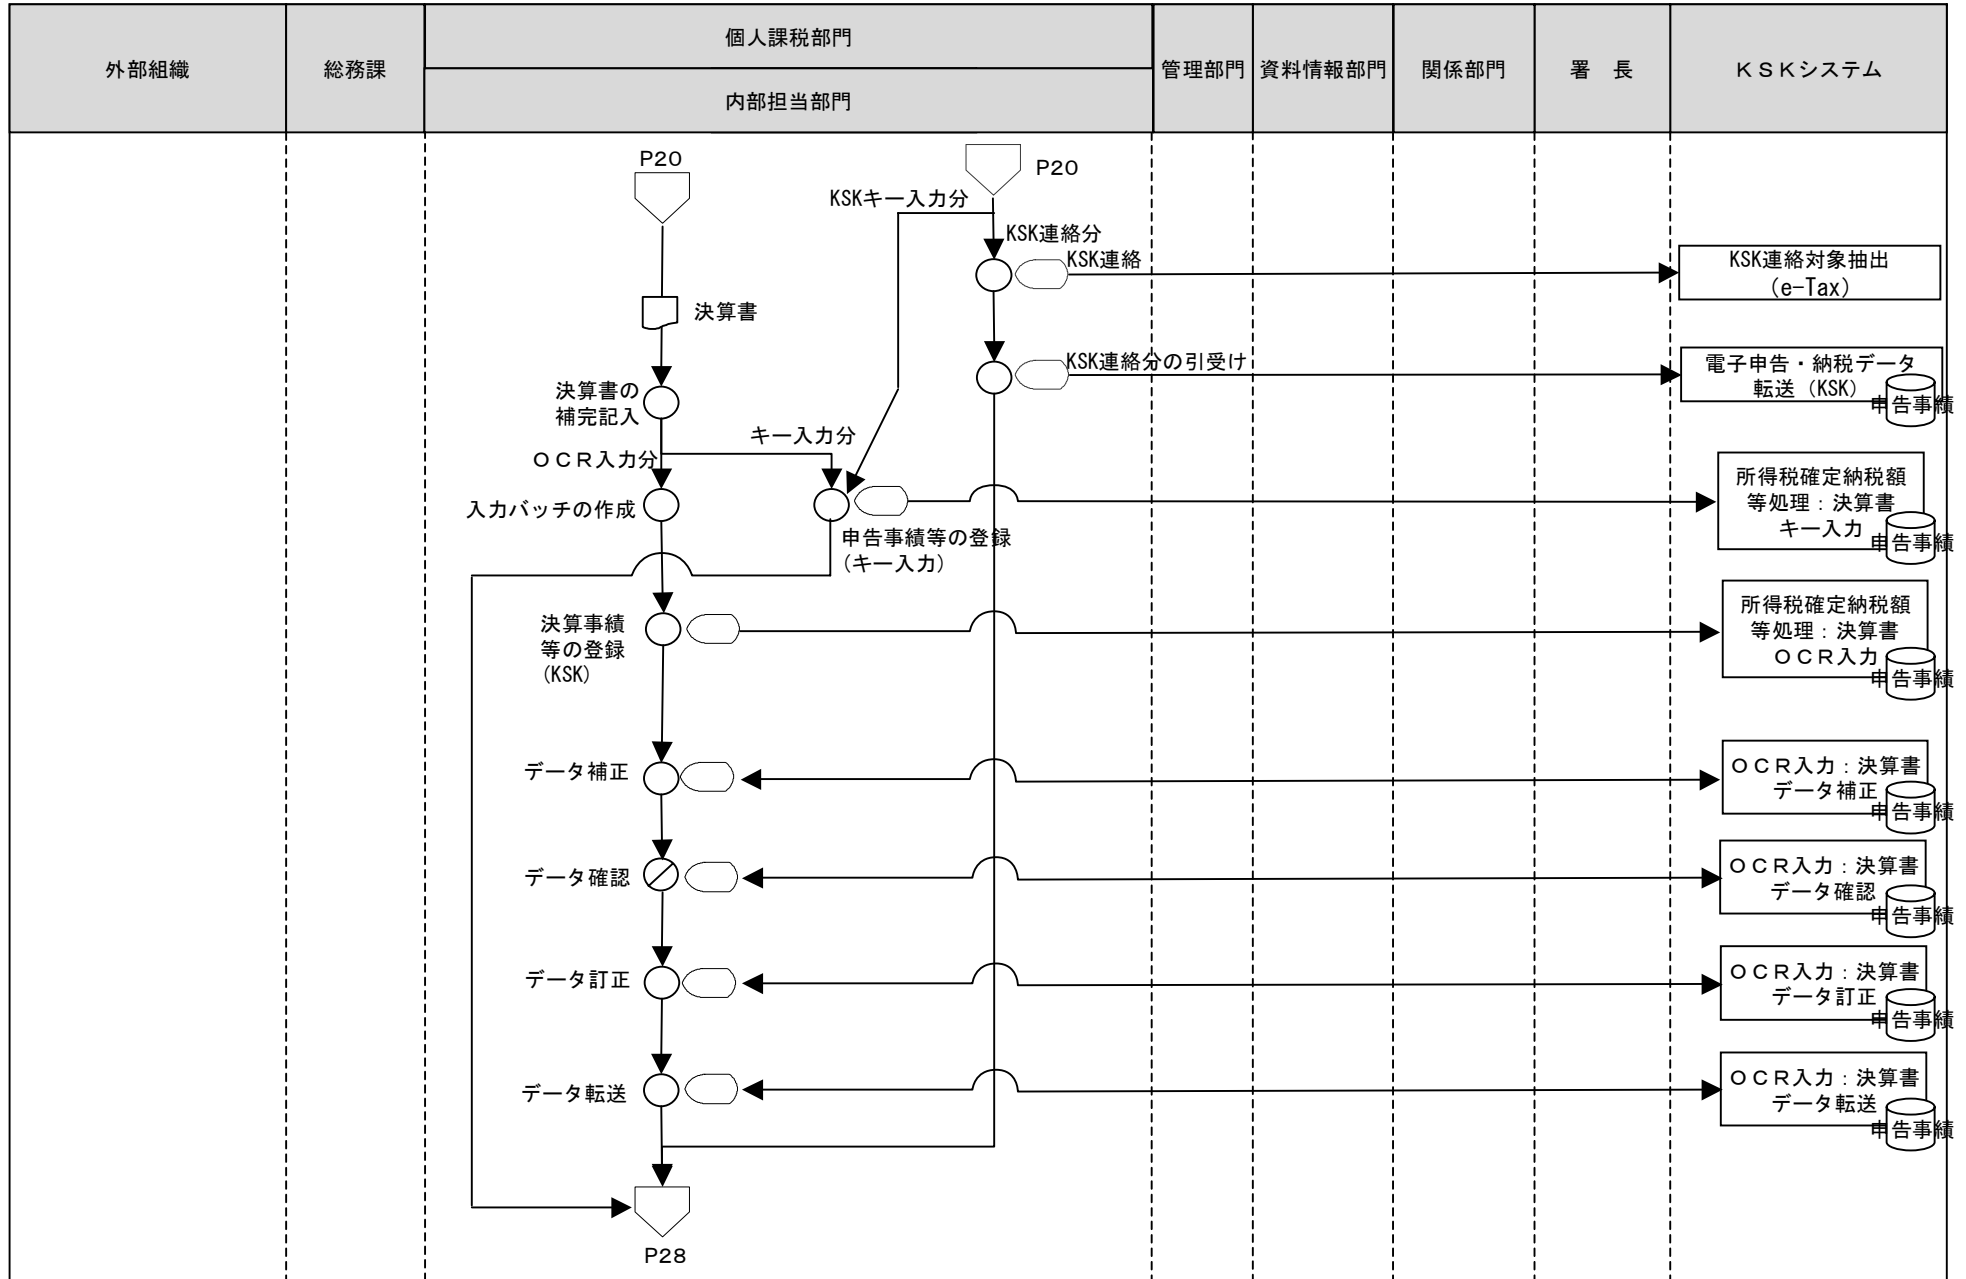 外部組織
総務課
個人課税部門
内部担当部門
管理部門
資料情報部門
関係部門
署　長
ＫＳＫシステム
P20
P20
KSKキー入力分
KSK連絡分
KSK連絡
KSK連絡対象抽出
（e-Tax）
決算書
KSK連絡分の引受け
電子申告・納税データ
転送（KSK）
申告事績
決算書の
補完記入
キー入力分
ＯＣＲ入力分
入力バッチの作成
申告事績等の登録
（キー入力）
所得税確定納税額
等処理：決算書
キー入力
申告事績
決算事績
等の登録
（KSK）
所得税確定納税額
等処理：決算書
ＯＣＲ入力
申告事績
データ補正
ＯＣＲ入力：決算書
データ補正
申告事績
データ確認
ＯＣＲ入力：決算書
データ確認
申告事績
データ訂正
ＯＣＲ入力：決算書
データ訂正
申告事績
データ転送
ＯＣＲ入力：決算書
データ転送
申告事績
P28